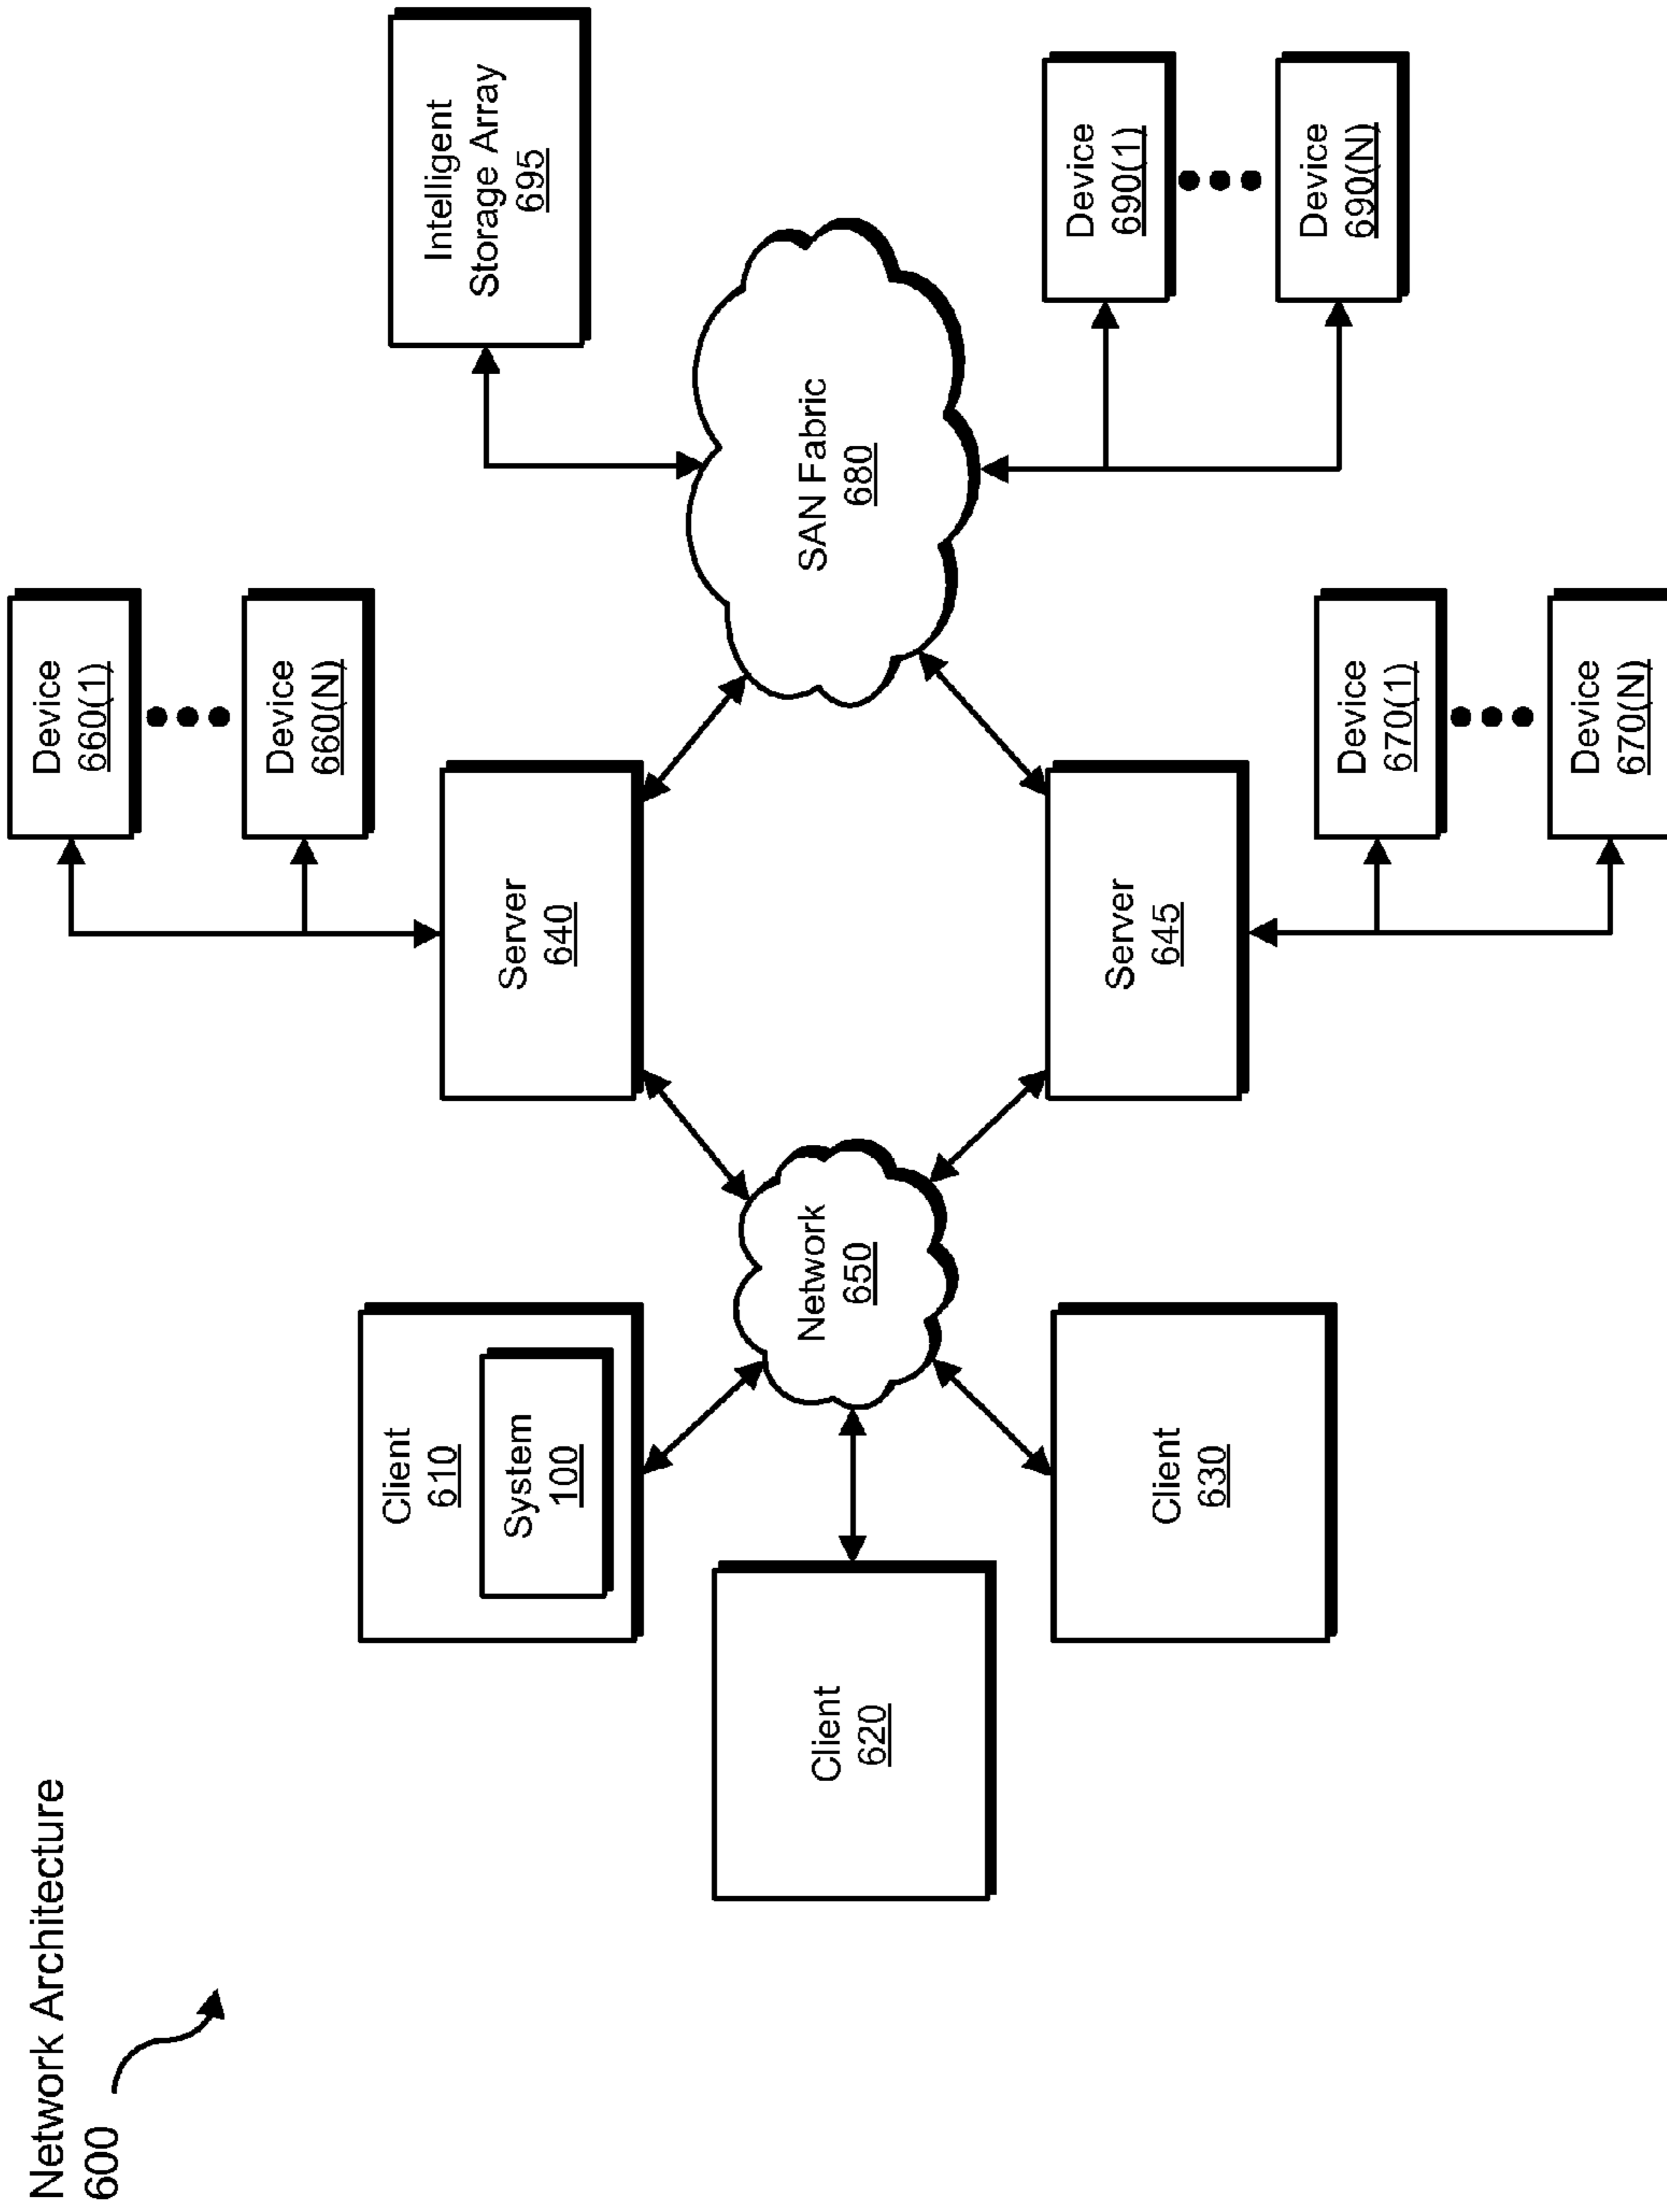 Network Architecture
600
Client
610
System
100
Client
620
Client
630
Network
650
Server
640
Server
645
Device
660(1)
Device
660(N)
Device
670(1)
Device
670(N)
SAN Fabric
680
Intelligent
Storage Array
695
Device
690(1)
Device
690(N)